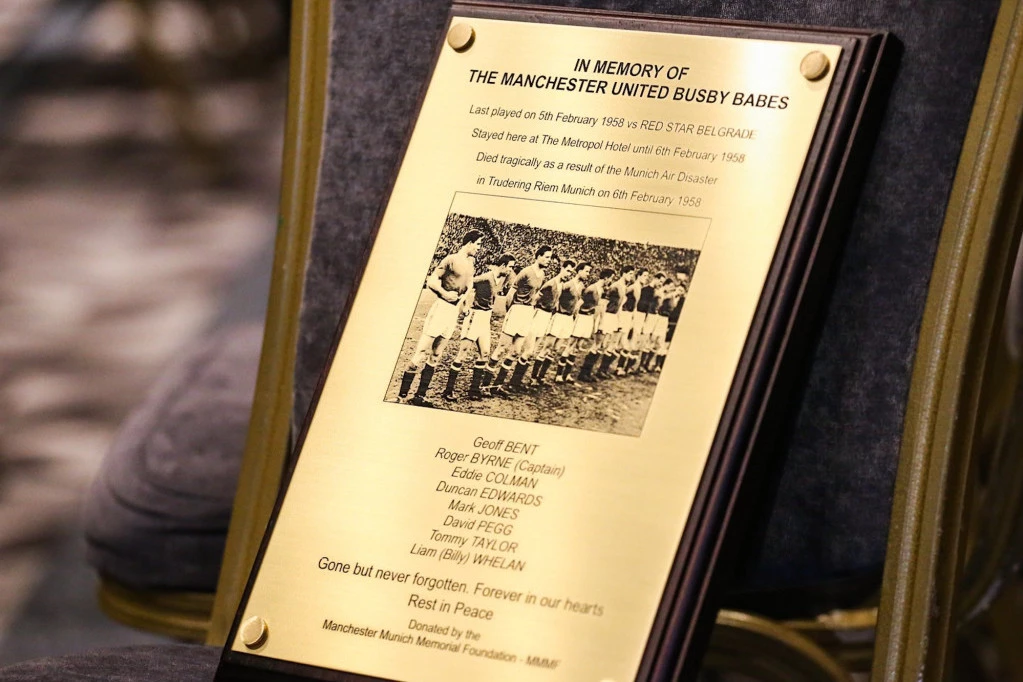 IN MEMORY OF
THE MANCHESTER UNITED BUSBY BABES
Last played on 5th February 1958 vs RED STAR BELGRADE
Stayed here at The Metropol Hotel until 6th February 1958
Died tragically as a result of the Munich Air Disaster
in Trudering Riem Munich on 6th February 1958
Geoff BENT
Roger BYRNE (Captain)
Eddie COLMAN
Duncan EDWARDS
Mark JONES
David PEGG
Tommy TAYLOR
Liam (Billy) WHELAN
Gone but never forgotten. Forever in our hearts
Rest in Peace
Donated by the
Manchester Munich Memorial Foundation - MMMF